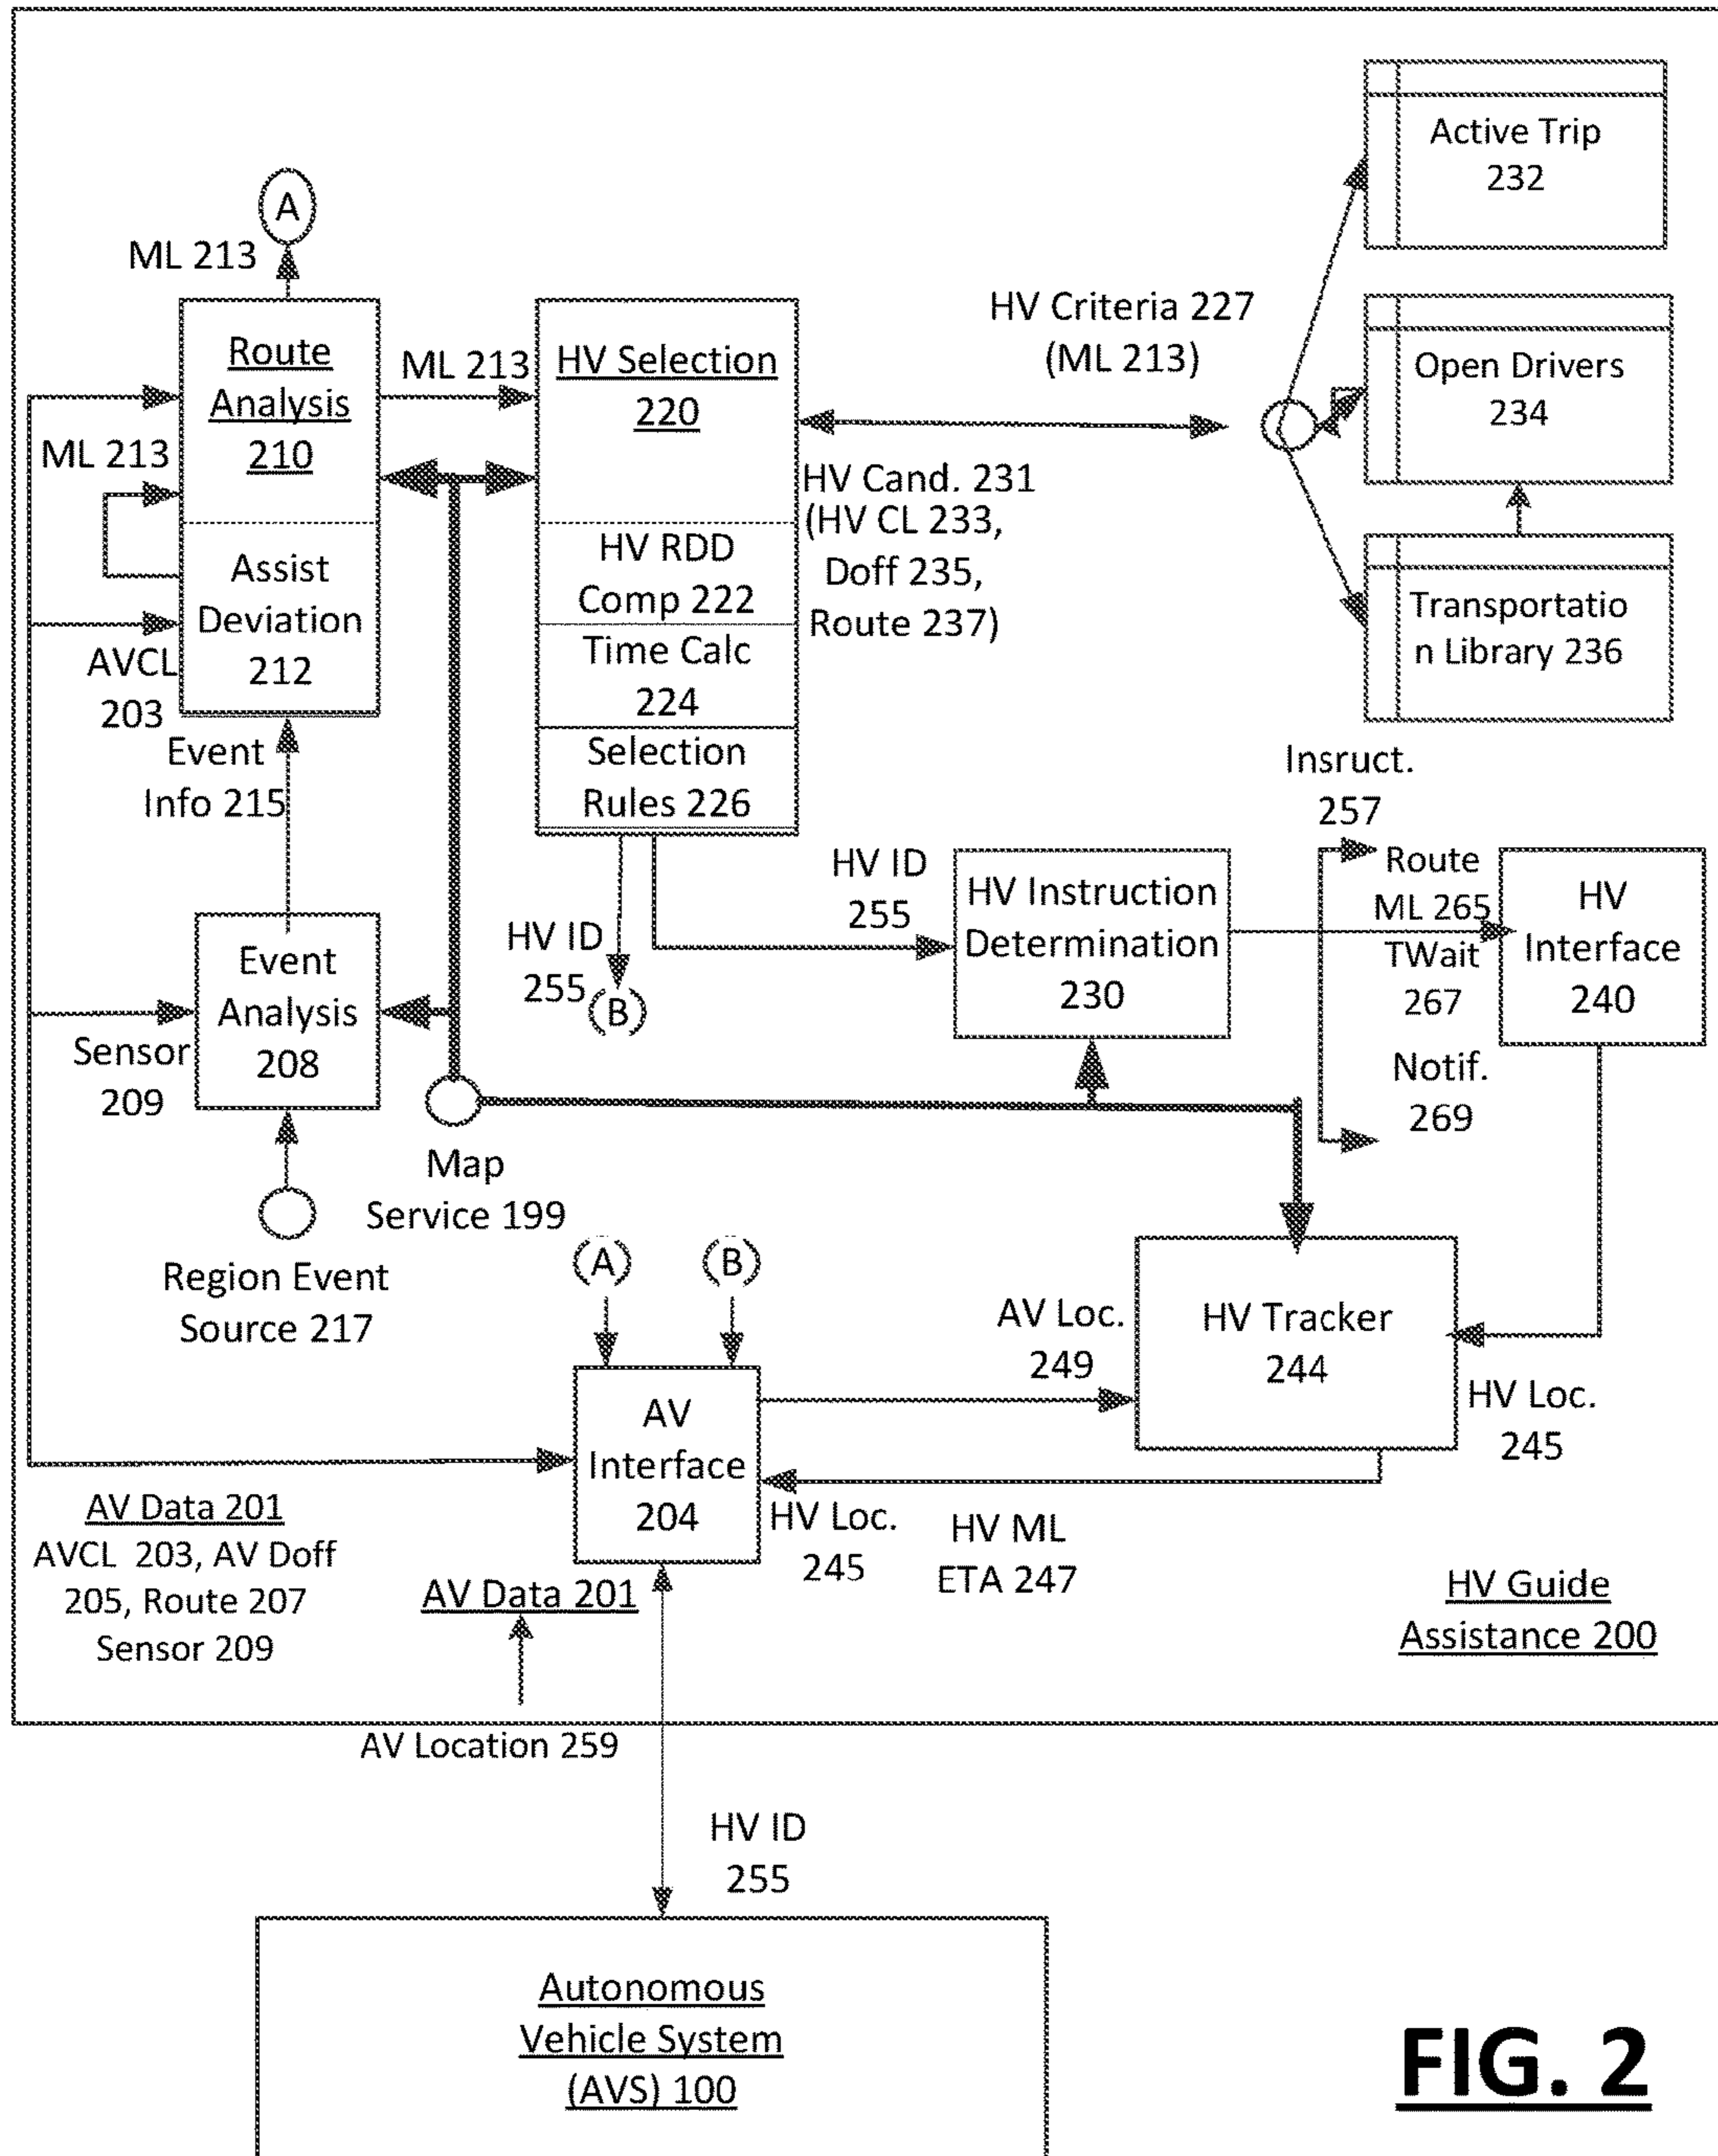 Active Trip
232
A
ML 213
Route
Analysis
210
ML 213
HV Selection
220
HV Criteria 227
(ML 213)
Open Drivers
234
ML 213
HV Cand. 231
(HV CL 233,
Doff 235,
Route 237)
Assist
Deviation
212
HV RDD
Comp 222
Time Calc
224
Selection
Rules 226
Transportatio
n Library 236
AVCL
203
Event
Info 215
Insruct.
257
Route
ML 265
TWait
267
Notif.
269
HV ID
255
HV Instruction
Determination
230
HV
Interface
240
HV ID
255
(B)
Event
Analysis
208
Sensor
209
Map
Service 199
Region Event
Source 217
(A)
(B)
AV Loc.
249
HV Tracker
244
HV Loc.
245
AV
Interface
204
AV Data 201
AVCL 203, AV Doff
205, Route 207
Sensor 209
HV Loc.
245
HV ML
ETA 247
AV Data 201
HV Guide
Assistance 200
AV Location 259
HV ID
255
Autonomous
Vehicle System
(AVS) 100
FIG. 2